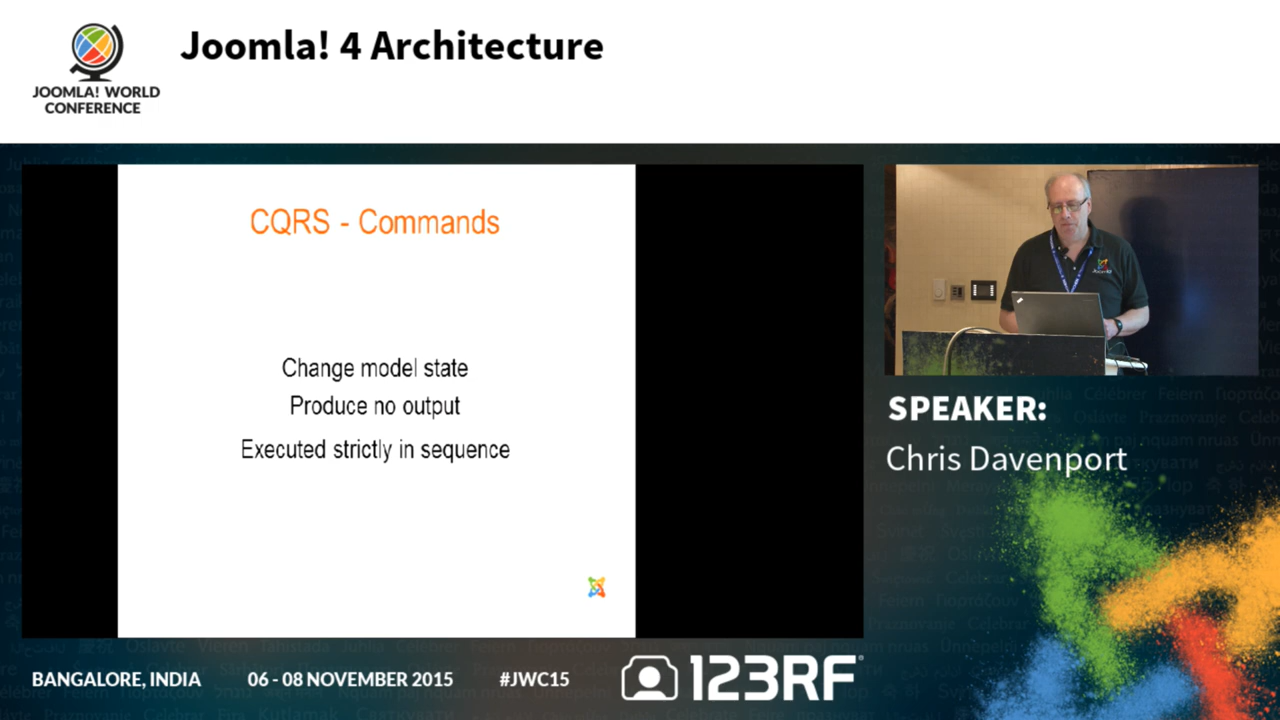 Joomla! 4 Architecture
JOOMLA! WORLD
CONFERENCE
CQRS - Commands
Change model state
Produce no output
Executed strictly in sequence
SPEAKER:
Chris Davenport
BANGALORE, INDIA
06 - 08 NOVEMBER 2015
#JWC15
123RF